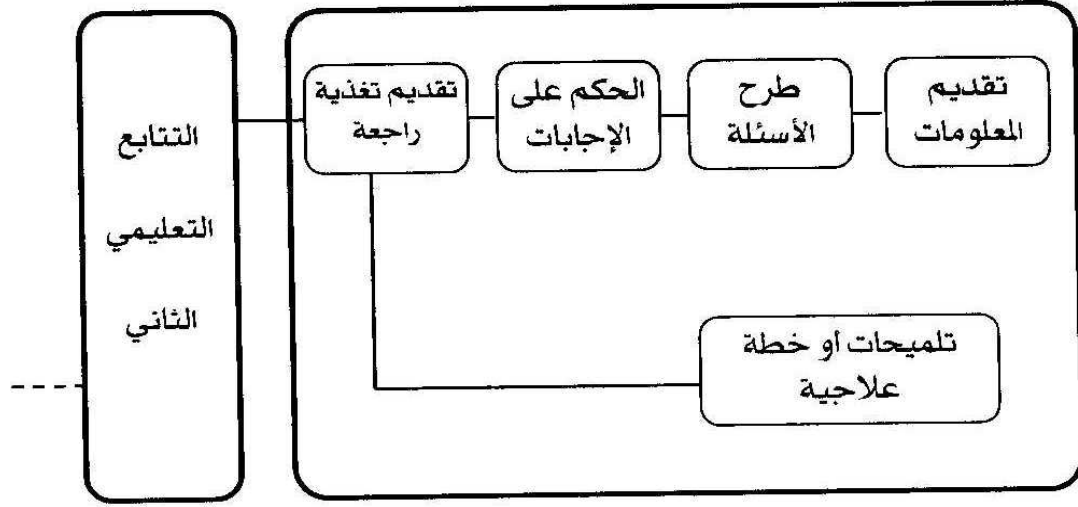 تقديم
المعلومات
طرح
الأسئلة
الحكم على
الإجابات
تقديم تغذية
راجعة
تلميحات أو خطة
علاجية
التتابع
التعليمي
الثاني